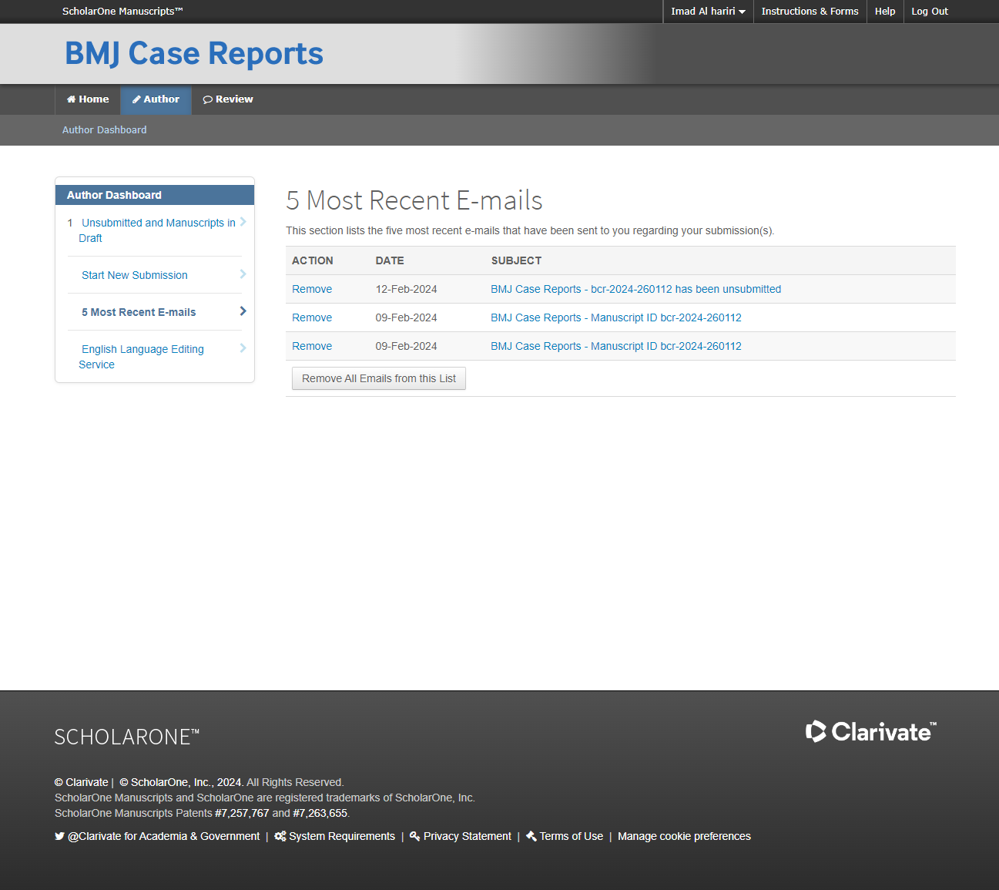 ScholarOne Manuscripts™
Imad Al hariri
Instructions & Forms
Help
Log Out
BMJ Case Reports
Home
Author
Review
Author Dashboard
Author Dashboard
1 Unsubmitted and Manuscripts in
Draft
Start New Submission
5 Most Recent E-mails
English Language Editing
Service
5 Most Recent E-mails
This section lists the five most recent e-mails that have been sent to you regarding your submission(s).
ACTION DATE SUBJECT
Remove 12-Feb-2024 BMJ Case Reports - bcr-2024-260112 has been unsubmitted
Remove 09-Feb-2024 BMJ Case Reports - Manuscript ID bcr-2024-260112
Remove 09-Feb-2024 BMJ Case Reports - Manuscript ID bcr-2024-260112
Remove All Emails from this List
SCHOLARONE™
Clarivate™
© Clarivate | © ScholarOne, Inc., 2024. All Rights Reserved.
ScholarOne Manuscripts and ScholarOne are registered trademarks of ScholarOne, Inc.
ScholarOne Manuscripts Patents #7,257,767 and #7,263,655.
@Clarivate for Academia & Government | System Requirements | Privacy Statement | Terms of Use | Manage cookie preferences